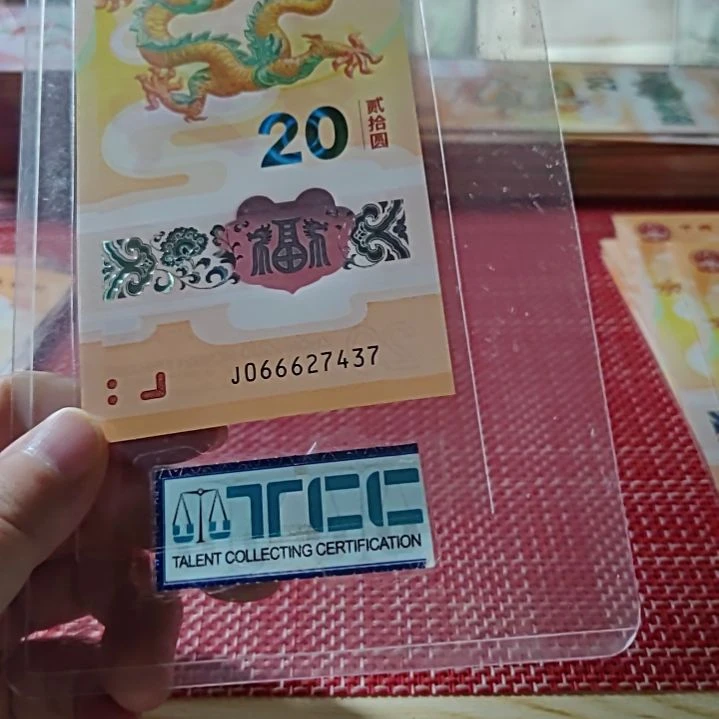 20
贰拾圆
福
J066627437
TCC
TALENT COLLECTING CERTIFICATION